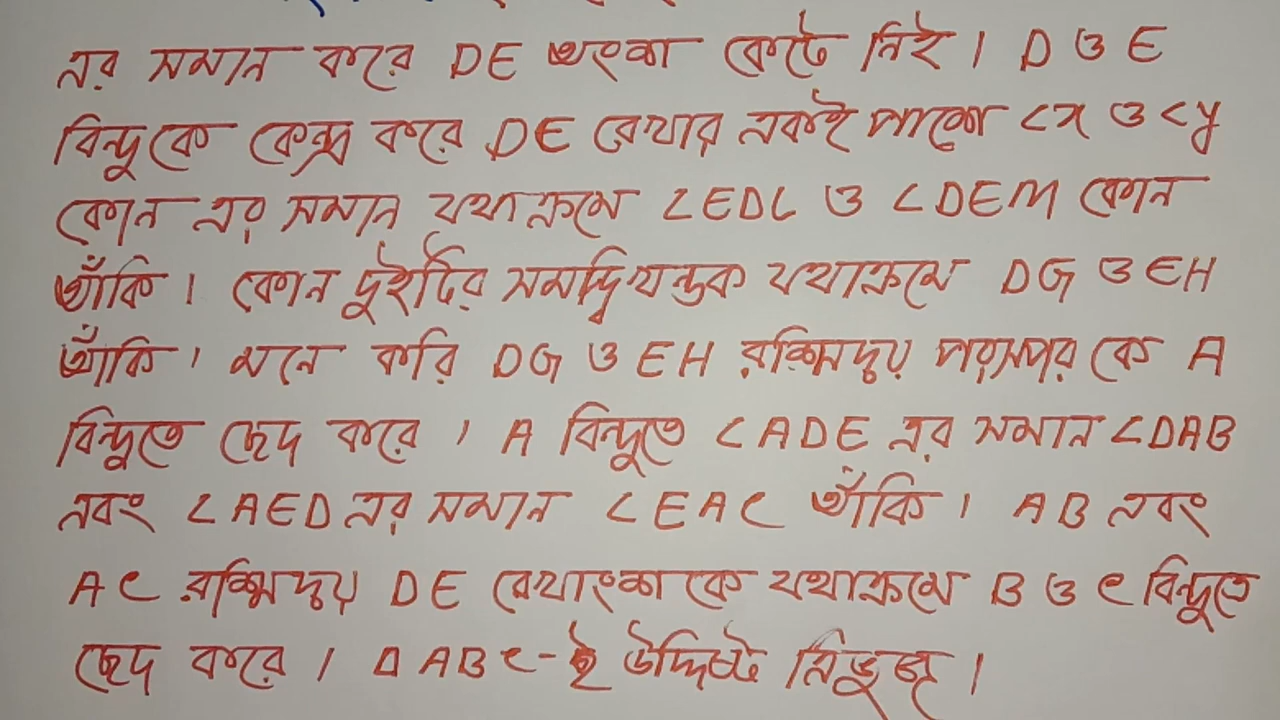 এর সমান করে DE অংশ কেটে নিই। D ও E
বিন্দুকে কেন্দ্র করে DE রেখার একই পাশে ∠x ও ∠y
কোন এর সমান যথাক্রমে ∠EDL ও ∠DEM কোন
আঁকি। কোন দুইটির সমদ্বিখন্ডক যথাক্রমে DG ও EH
আঁকি। মনে করি DG ও EH রশ্মিদ্বয় পরস্পর কে A
বিন্দুতে ছেদ করে। A বিন্দুতে ∠ADE এর সমান ∠DAB
এবং ∠AED এর সমান ∠EAC আঁকি। AB এবং
AC রশ্মিদ্বয় DE রেখাংশকে যথাক্রমে B ও C বিন্দুতে
ছেদ করে। △ABC-ই উদ্দিষ্ট ত্রিভুজ।